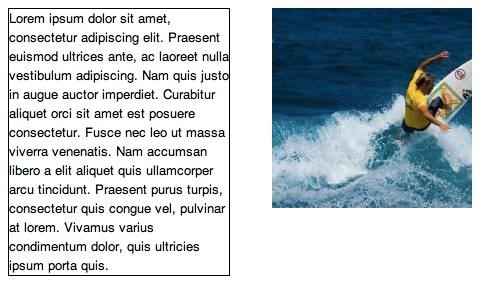 Lorem ipsum dolor sit amet,
consectetur adipiscing elit. Praesent
euismod ultrices ante, ac laoreet nulla
vestibulum adipiscing. Nam quis justo
in augue auctor imperdiet. Curabitur
aliquet orci sit amet est posuere
consectetur. Fusce nec leo ut massa
viverra venenatis. Nam accumsan
libero a elit aliquet quis ullamcorper
arcu tincidunt. Praesent purus turpis,
consectetur quis congue vel, pulvinar
at lorem. Vivamus varius
condimentum dolor, quis ultricies
ipsum porta quis.